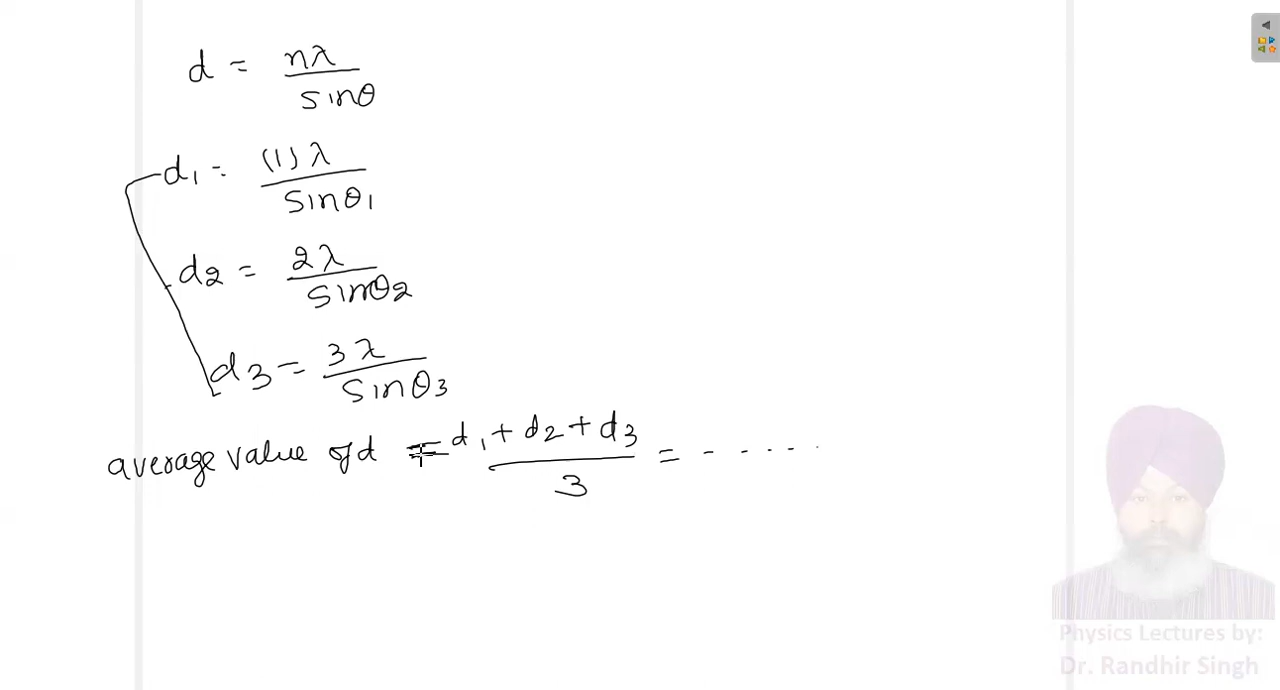 d = nλ/sinθ
d1 = (1)λ/sinθ1
d2 = 2λ/sinθ2
d3 = 3λ/sinθ3
average value of d = d1 + d2 + d3/3 = - - - - - -
Physics Lectures by:
Dr. Randhir Singh